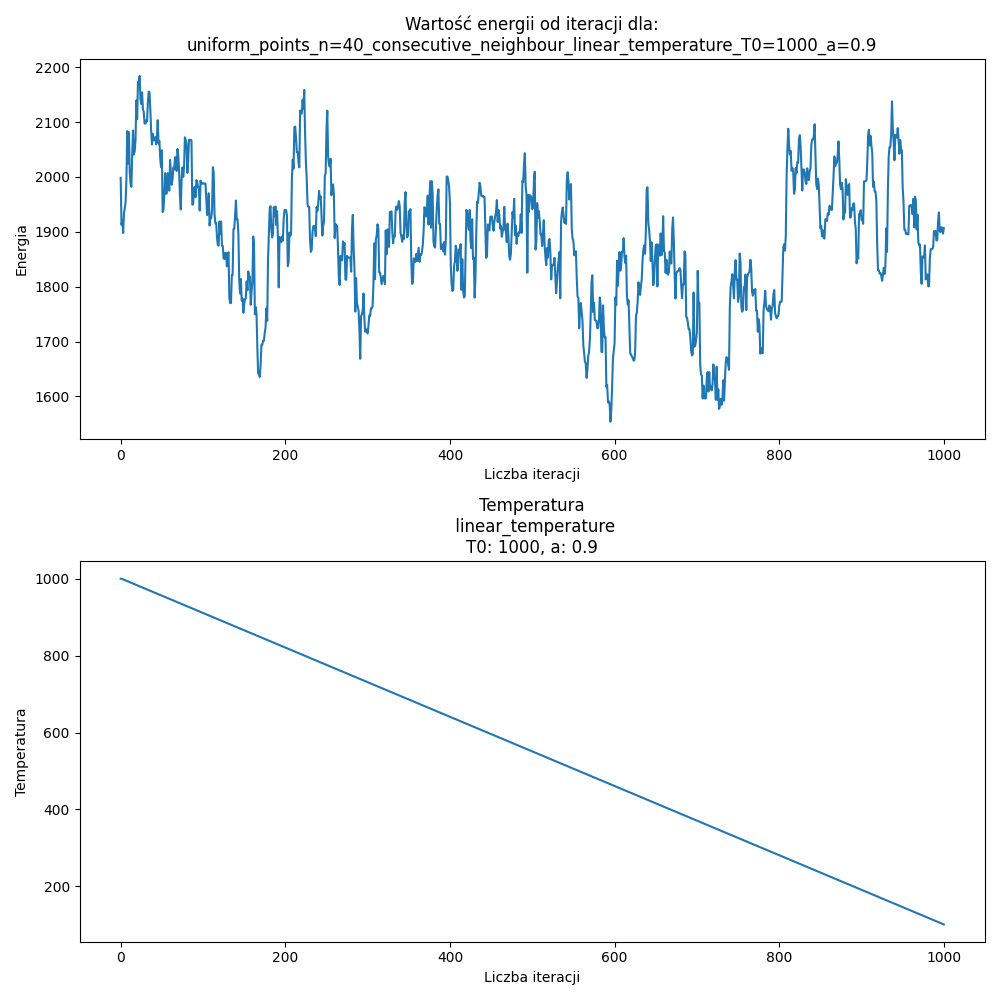 Wartość energii od iteracji dla:
uniform_points_n=40_consecutive_neighbour_linear_temperature_T0=1000_a=0.9
2200
2100
2000
1900
1800
1700
1600
Energia
0 200 400 600 800 1000
Liczba iteracji
Temperatura
linear_temperature
T0: 1000, a: 0.9
1000
800
600
400
200
Temperatura
0 200 400 600 800 1000
Liczba iteracji